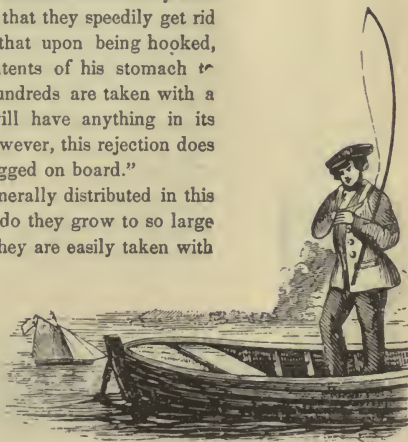 that they speedily get rid
that upon being hooked,
tents of his stomach
undreds are taken with a
ill have anything in its
owever, this rejection does
gged on board."
nerally distributed in this
do they grow to so large
hey are easily taken with